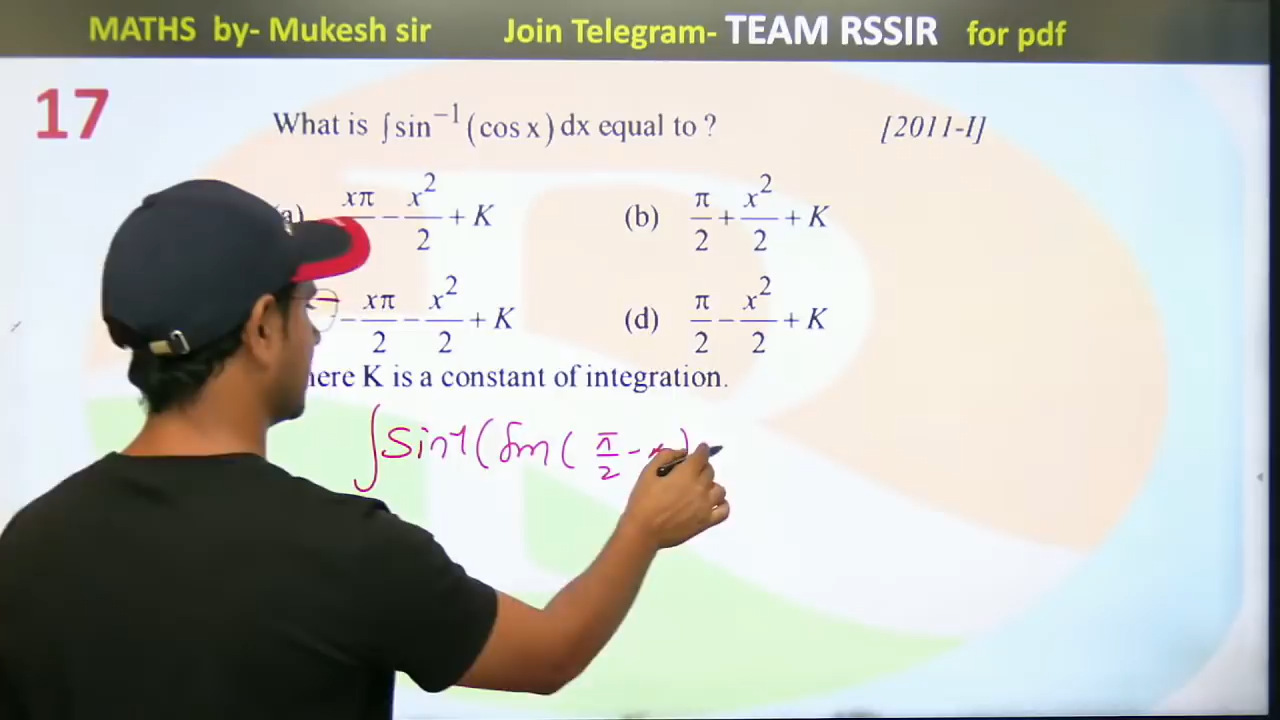 MATHS by- Mukesh sir Join Telegram- TEAM RSSIR for pdf
17 What is ∫sin⁻¹(cos x)dx equal to ? [2011-I]
a) xπ/ − x²/2 + K (b) π/2 + x²/2 + K
− xπ/2 − x²/2 + K (d) π/2 − x²/2 + K
here K is a constant of integration.
∫Sin-1(Sin(π/2 -